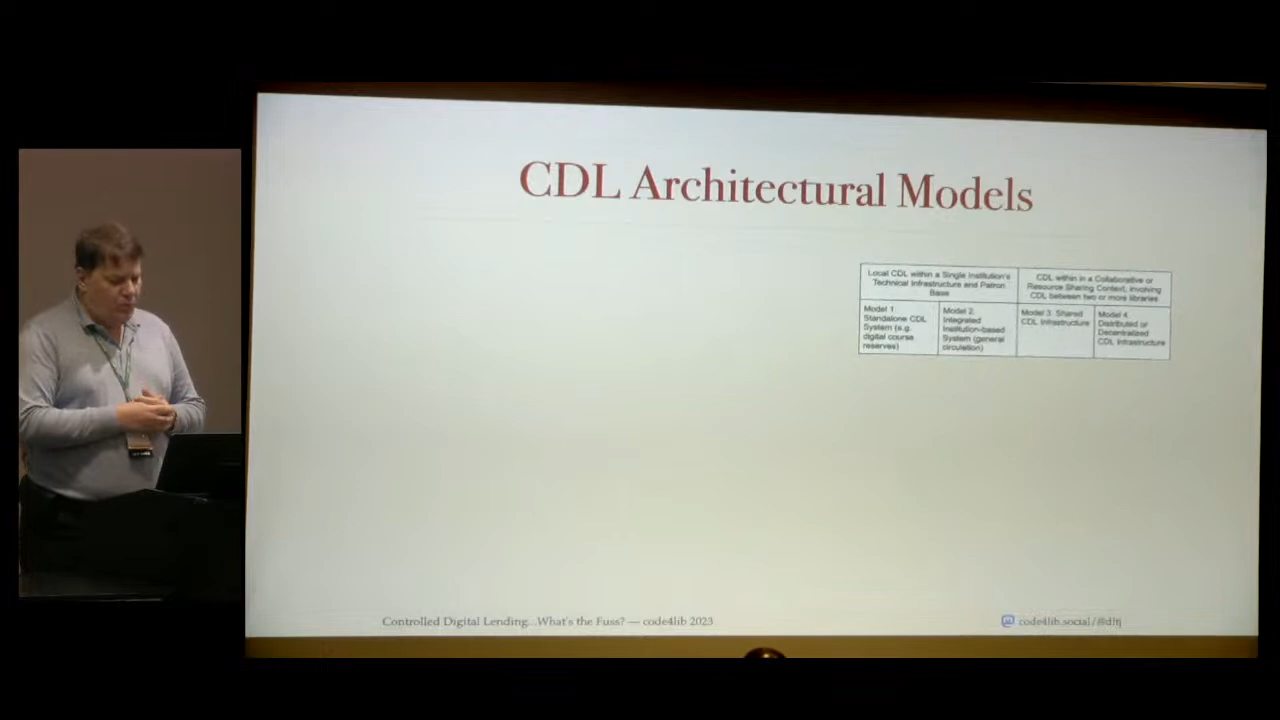 CDL Architectural Models
Local CDL within a Single Institution's
Technical Infrastructure and Patron
Base
CDL within in a Collaborative or
Resource Sharing Context, involving
CDL between two or more libraries
Model 1.
Standalone CDL
System (e.g.
digital course
reserves)
Model 2.
Integrated
Institution-based
System (general
circulation)
Model 3. Shared
CDL Infrastructure
Model 4.
Distributed or
Decentralized
CDL Infrastructure
Controlled Digital Lending...What's the Fuss? — code4lib 2023
code4lib.social/@dltj